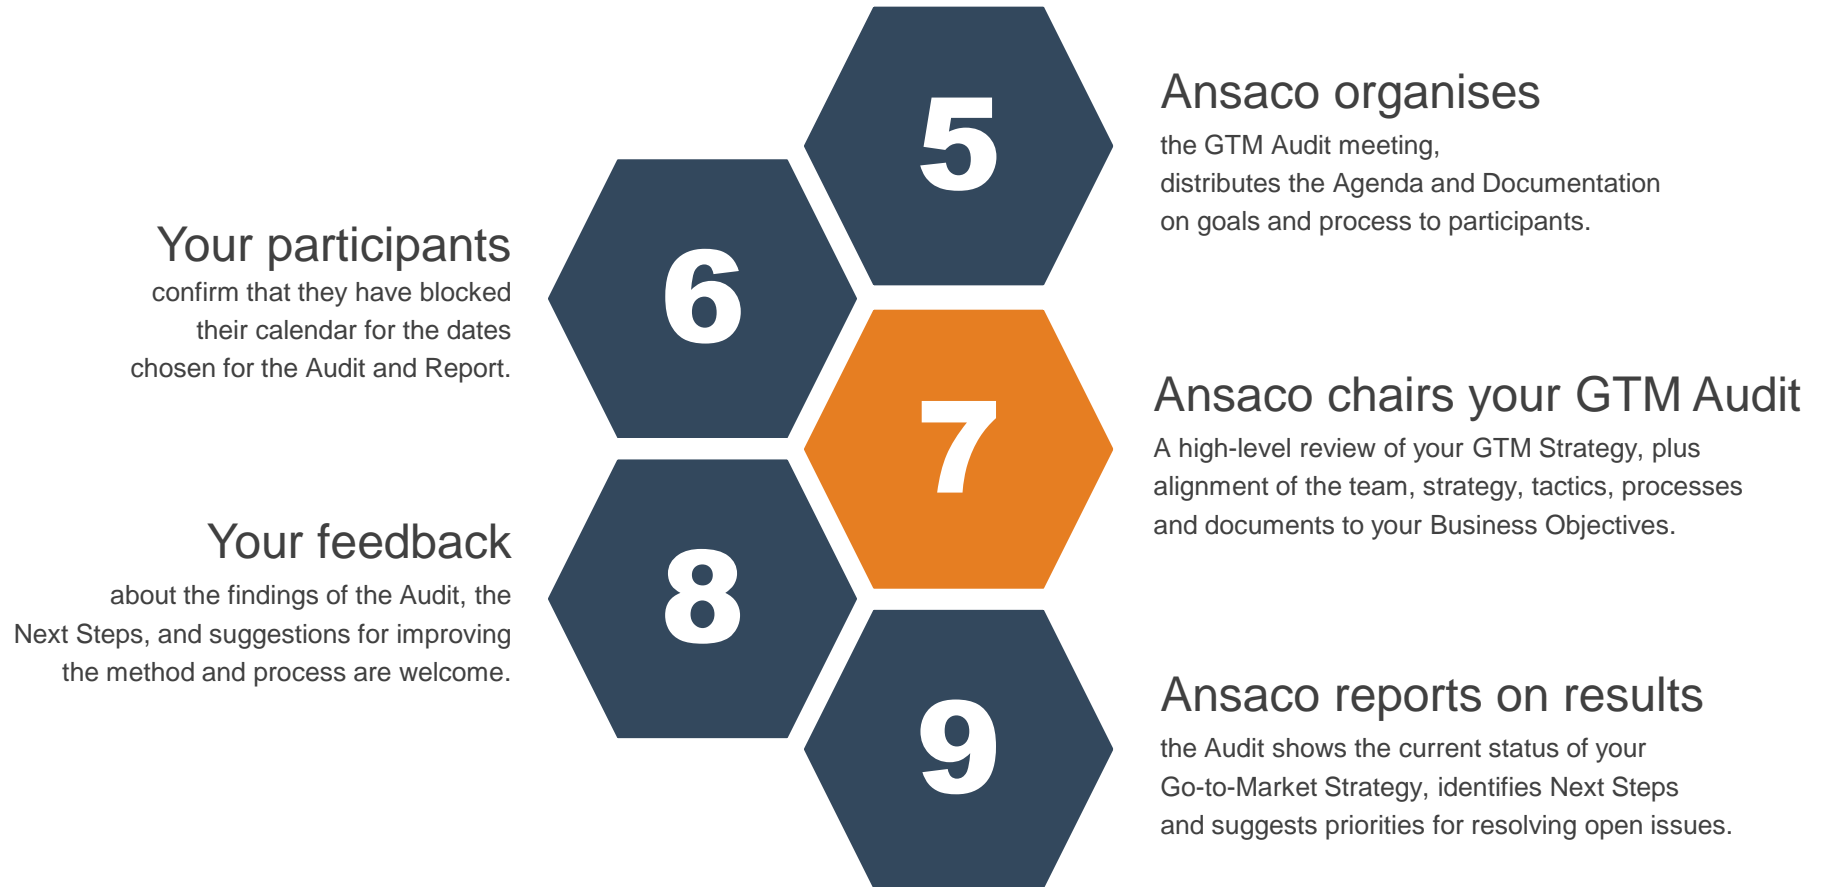 5
Ansaco organises
the GTM Audit meeting,
distributes the Agenda and Documentation
on goals and process to participants.
6
Your participants
confirm that they have blocked
their calendar for the dates
chosen for the Audit and Report.
7
Ansaco chairs your GTM Audit
A high-level review of your GTM Strategy, plus
alignment of the team, strategy, tactics, processes
and documents to your Business Objectives.
8
Your feedback
about the findings of the Audit, the
Next Steps, and suggestions for improving
the method and process are welcome.
9
Ansaco reports on results
the Audit shows the current status of your
Go-to-Market Strategy, identifies Next Steps
and suggests priorities for resolving open issues.